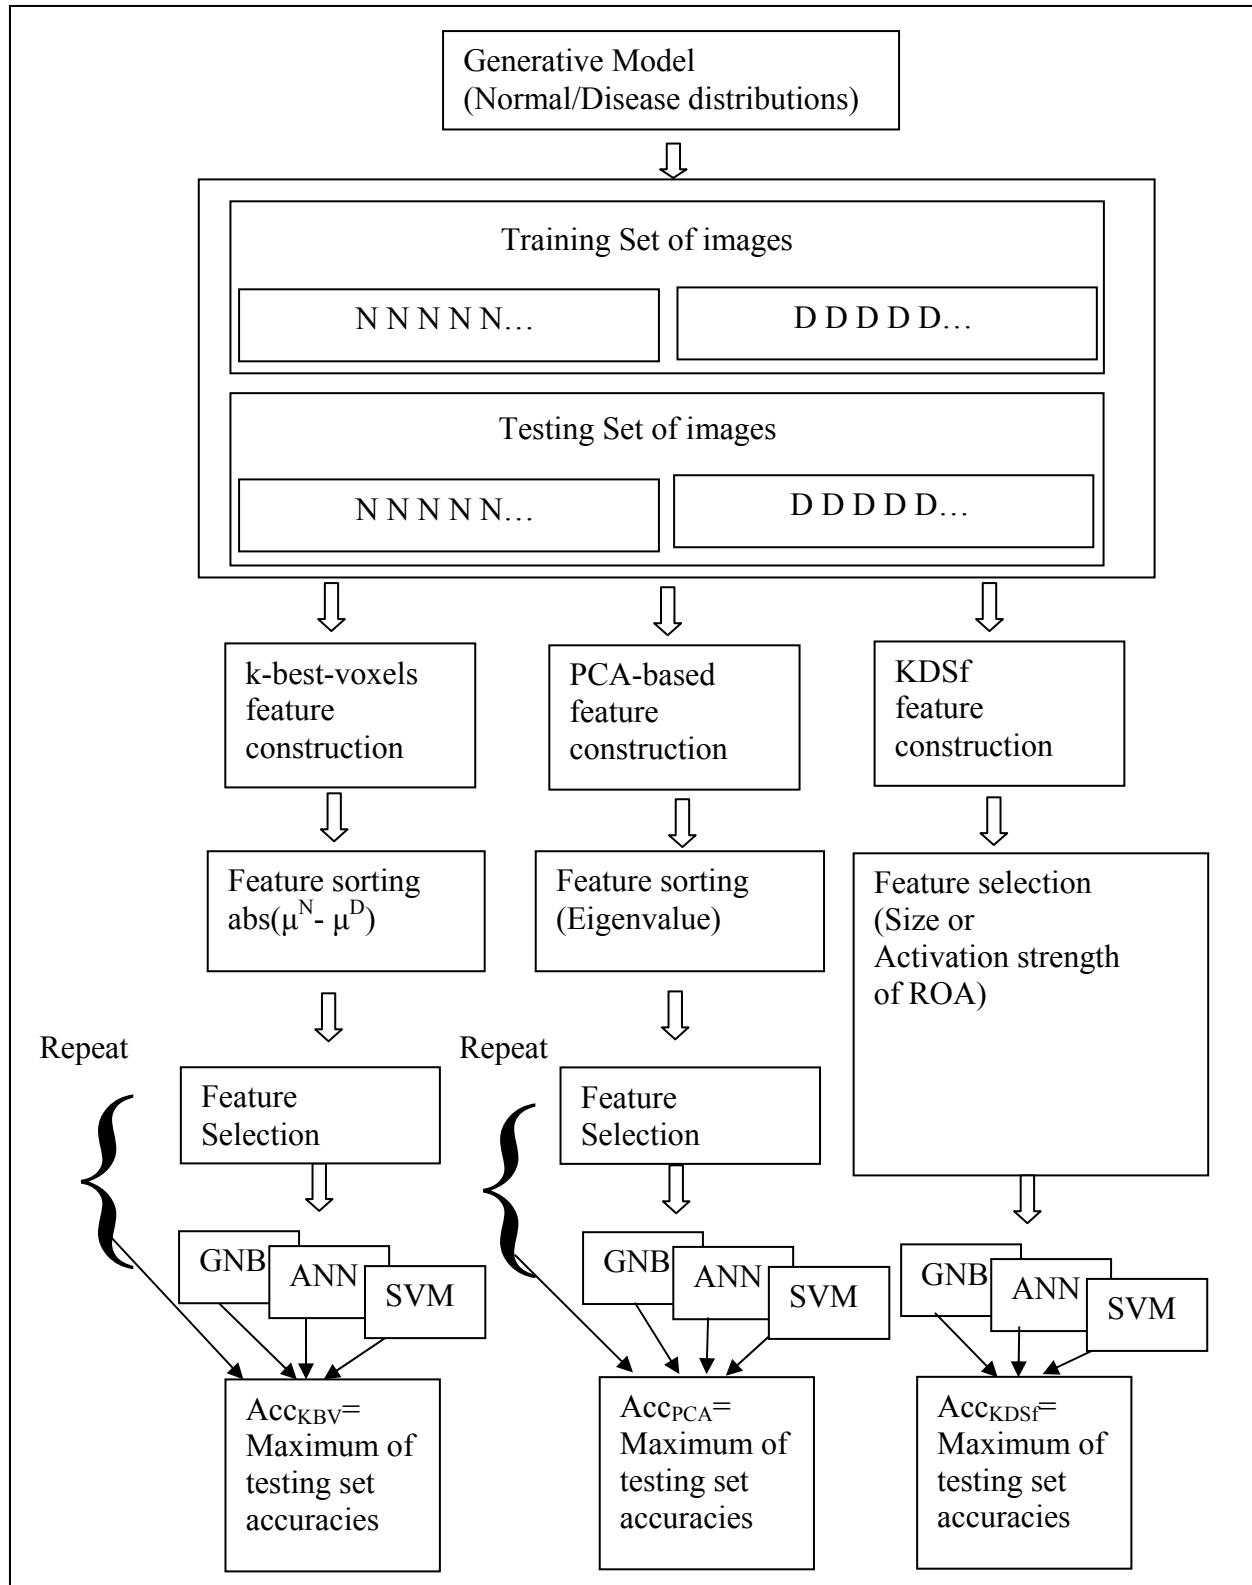 Generative Model
(Normal/Disease distributions)
Training Set of images
N N N N N…
D D D D D…
Testing Set of images
N N N N N…
D D D D D…
k-best-voxels
feature
construction
PCA-based
feature
construction
KDSf
feature
construction
Feature sorting
abs(μᴺ- μᴰ)
Feature sorting
(Eigenvalue)
Feature selection
(Size or
Activation strength
of ROA)
Repeat
Feature
Selection
Repeat
Feature
Selection
GNB
ANN
SVM
GNB
ANN
SVM
GNB
ANN
SVM
AccKBV=
Maximum of
testing set
accuracies
AccPCA=
Maximum of
testing set
accuracies
AccKDSf=
Maximum of
testing set
accuracies